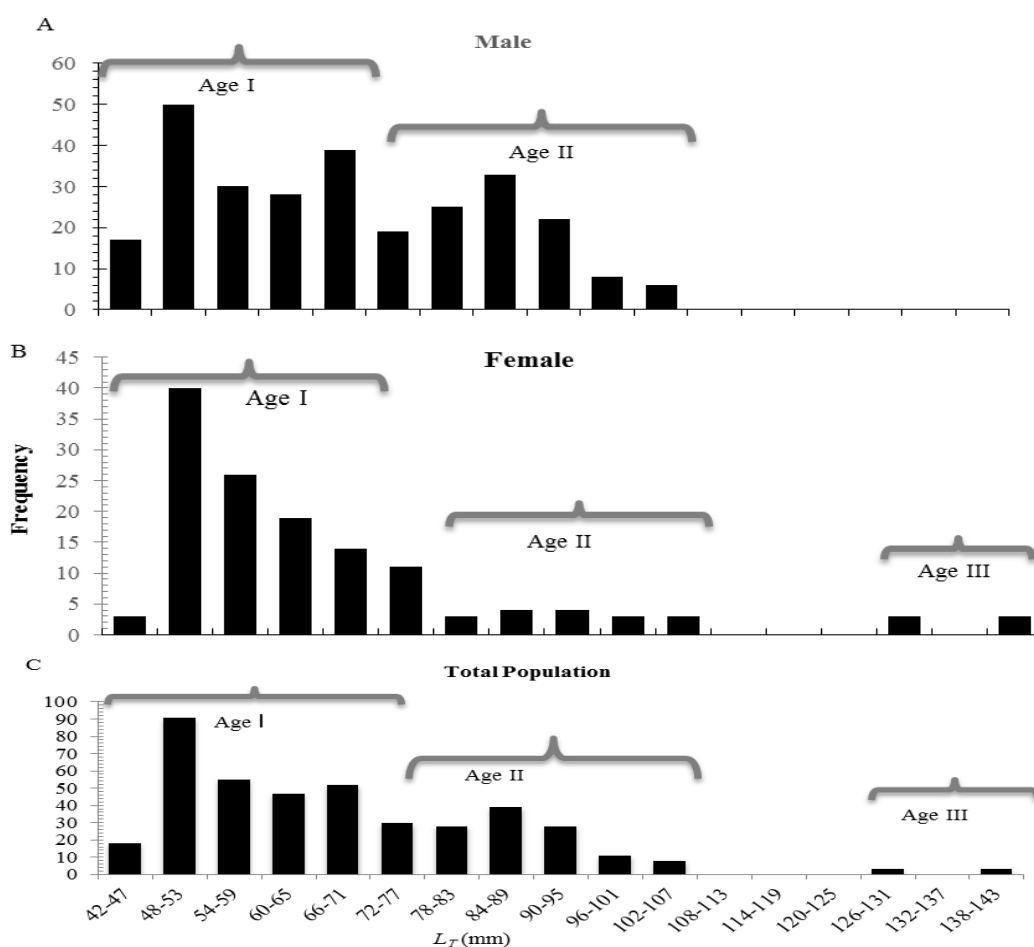 A
Male
60
50
40
30
20
10
0
Age I
Age II
B
Female
45
40
35
30
25
20
15
10
5
0
Frequency
Age I
Age II
Age III
C
Total Population
100
90
80
70
60
50
40
30
20
10
0
Age I
Age II
Age III
42-47
48-53
54-59
60-65
66-71
72-77
78-83
84-89
90-95
96-101
102-107
108-113
114-119
120-125
126-131
132-137
138-143
L_T (mm)